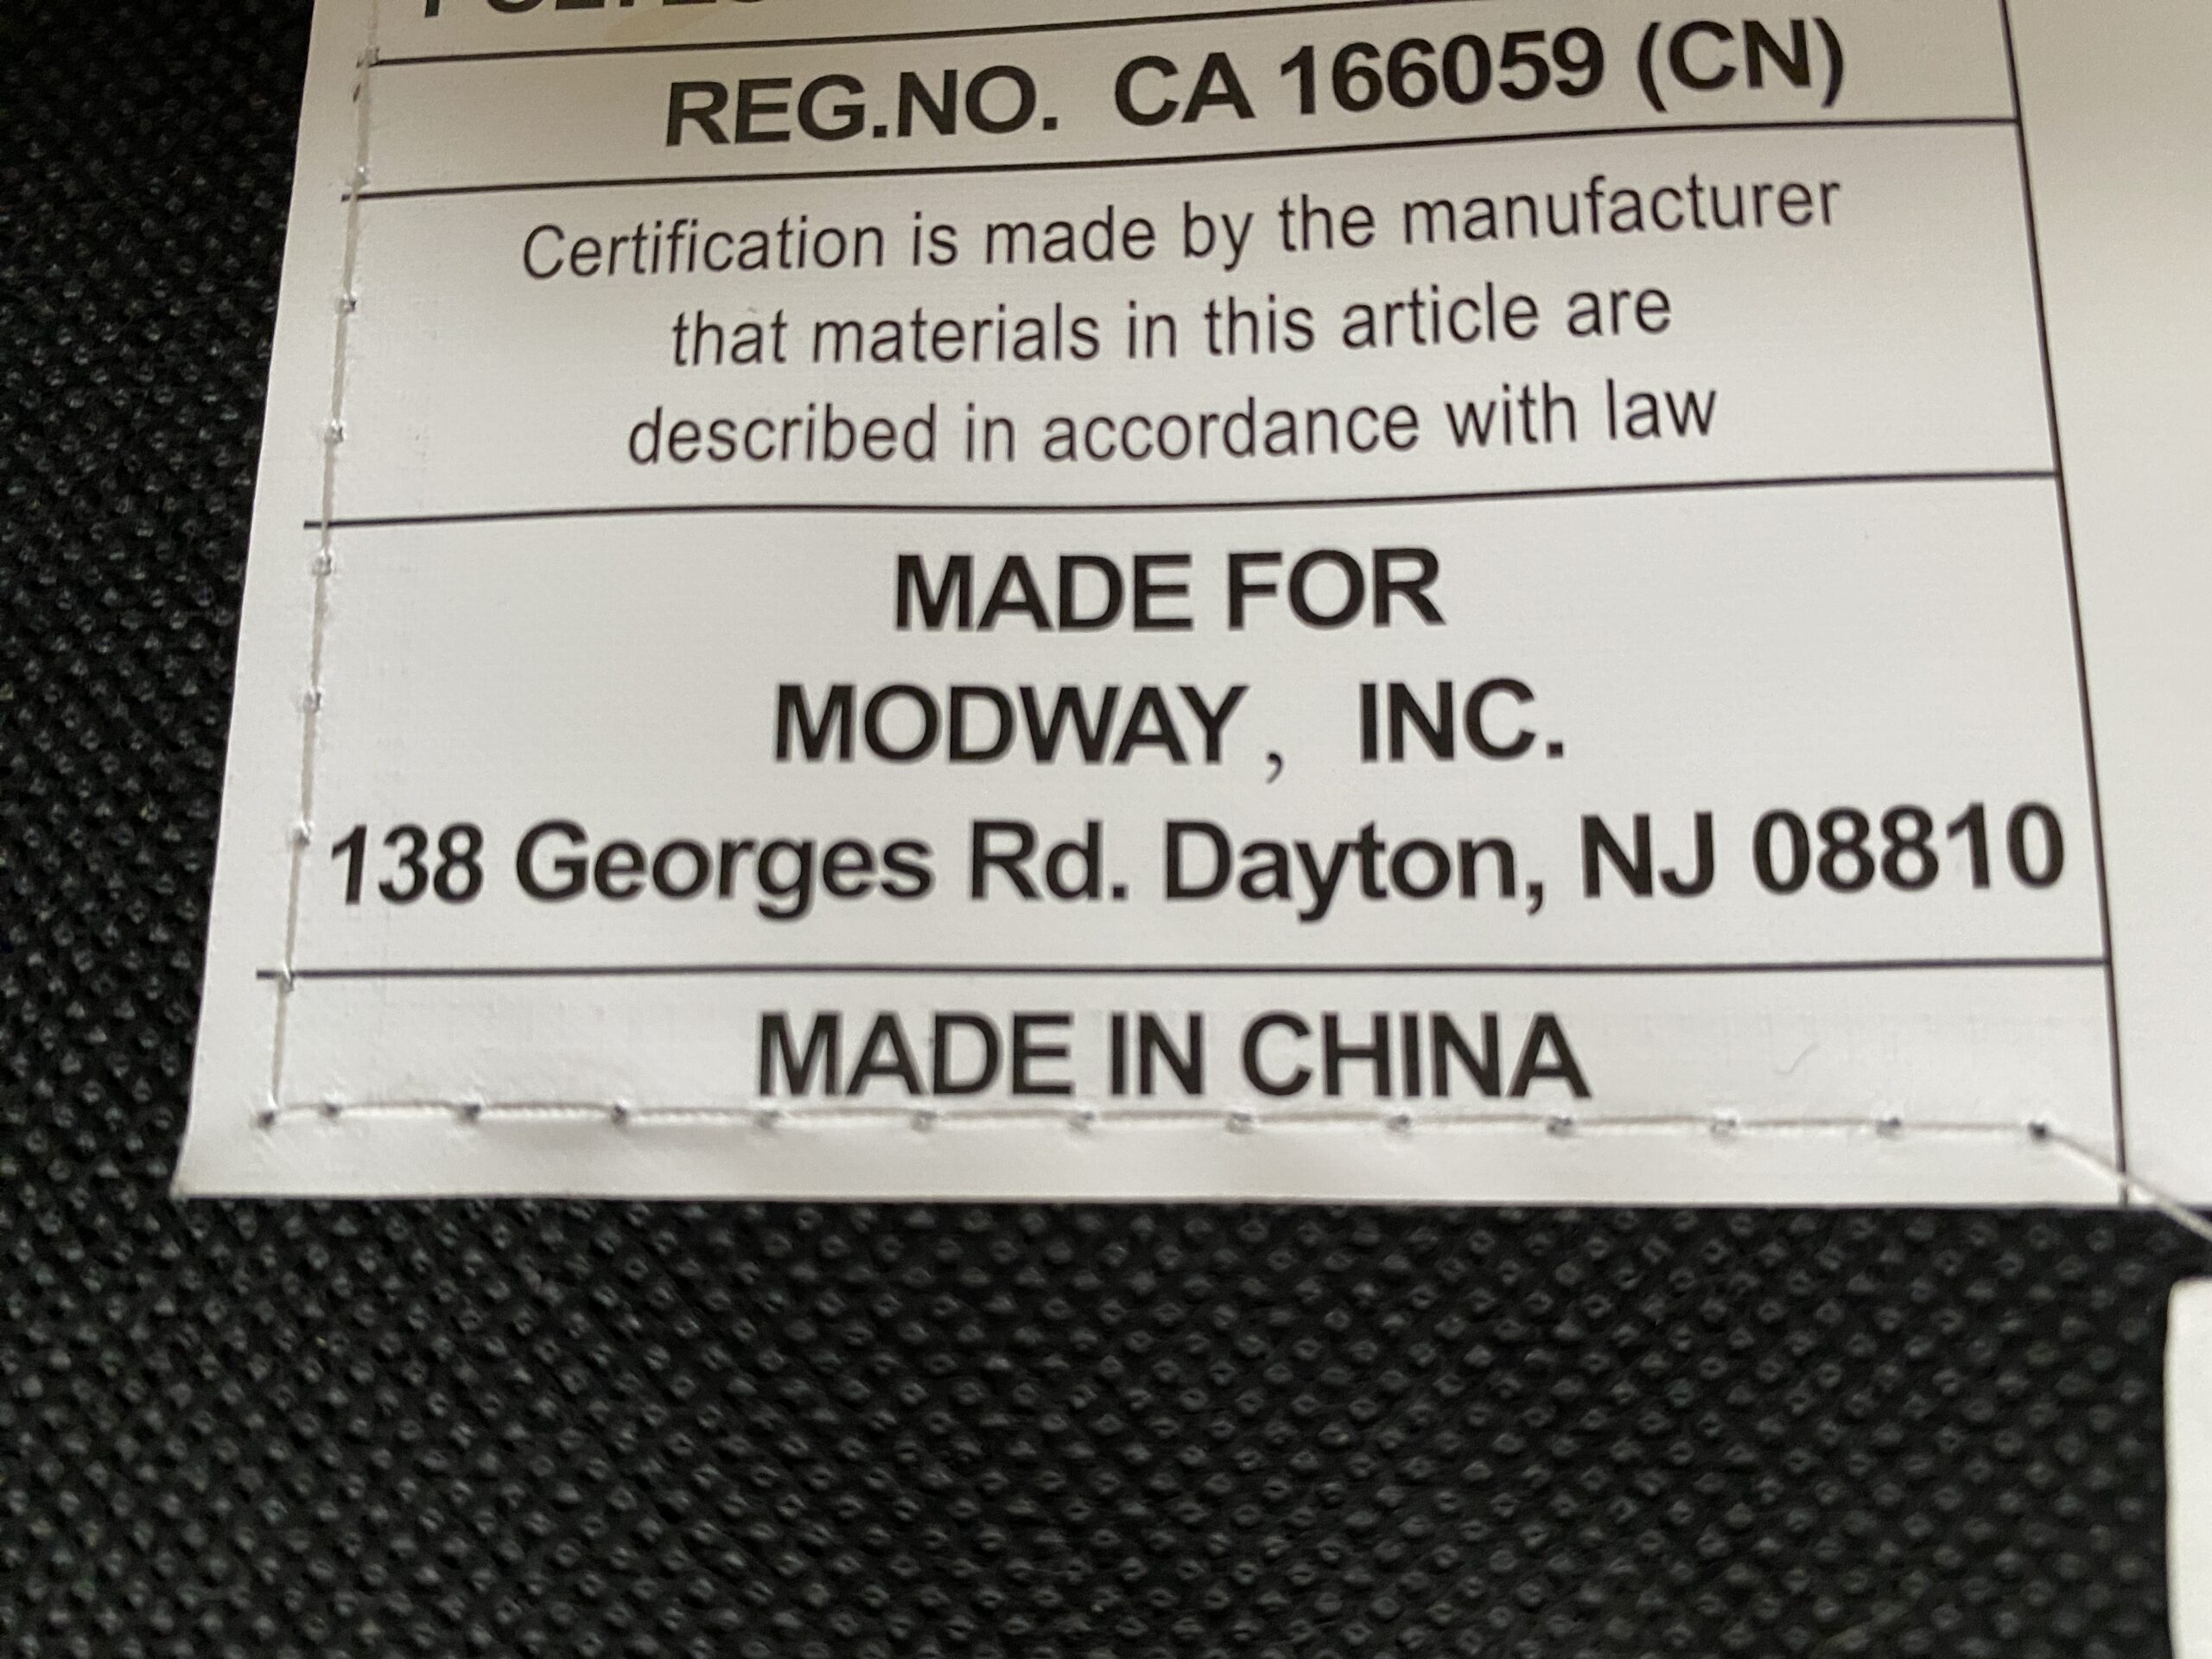 REG.NO. CA 166059 (CN)
Certification is made by the manufacturer
that materials in this article are
described in accordance with law
MADE FOR
MODWAY, INC.
138 Georges Rd. Dayton, NJ 08810
MADE IN CHINA